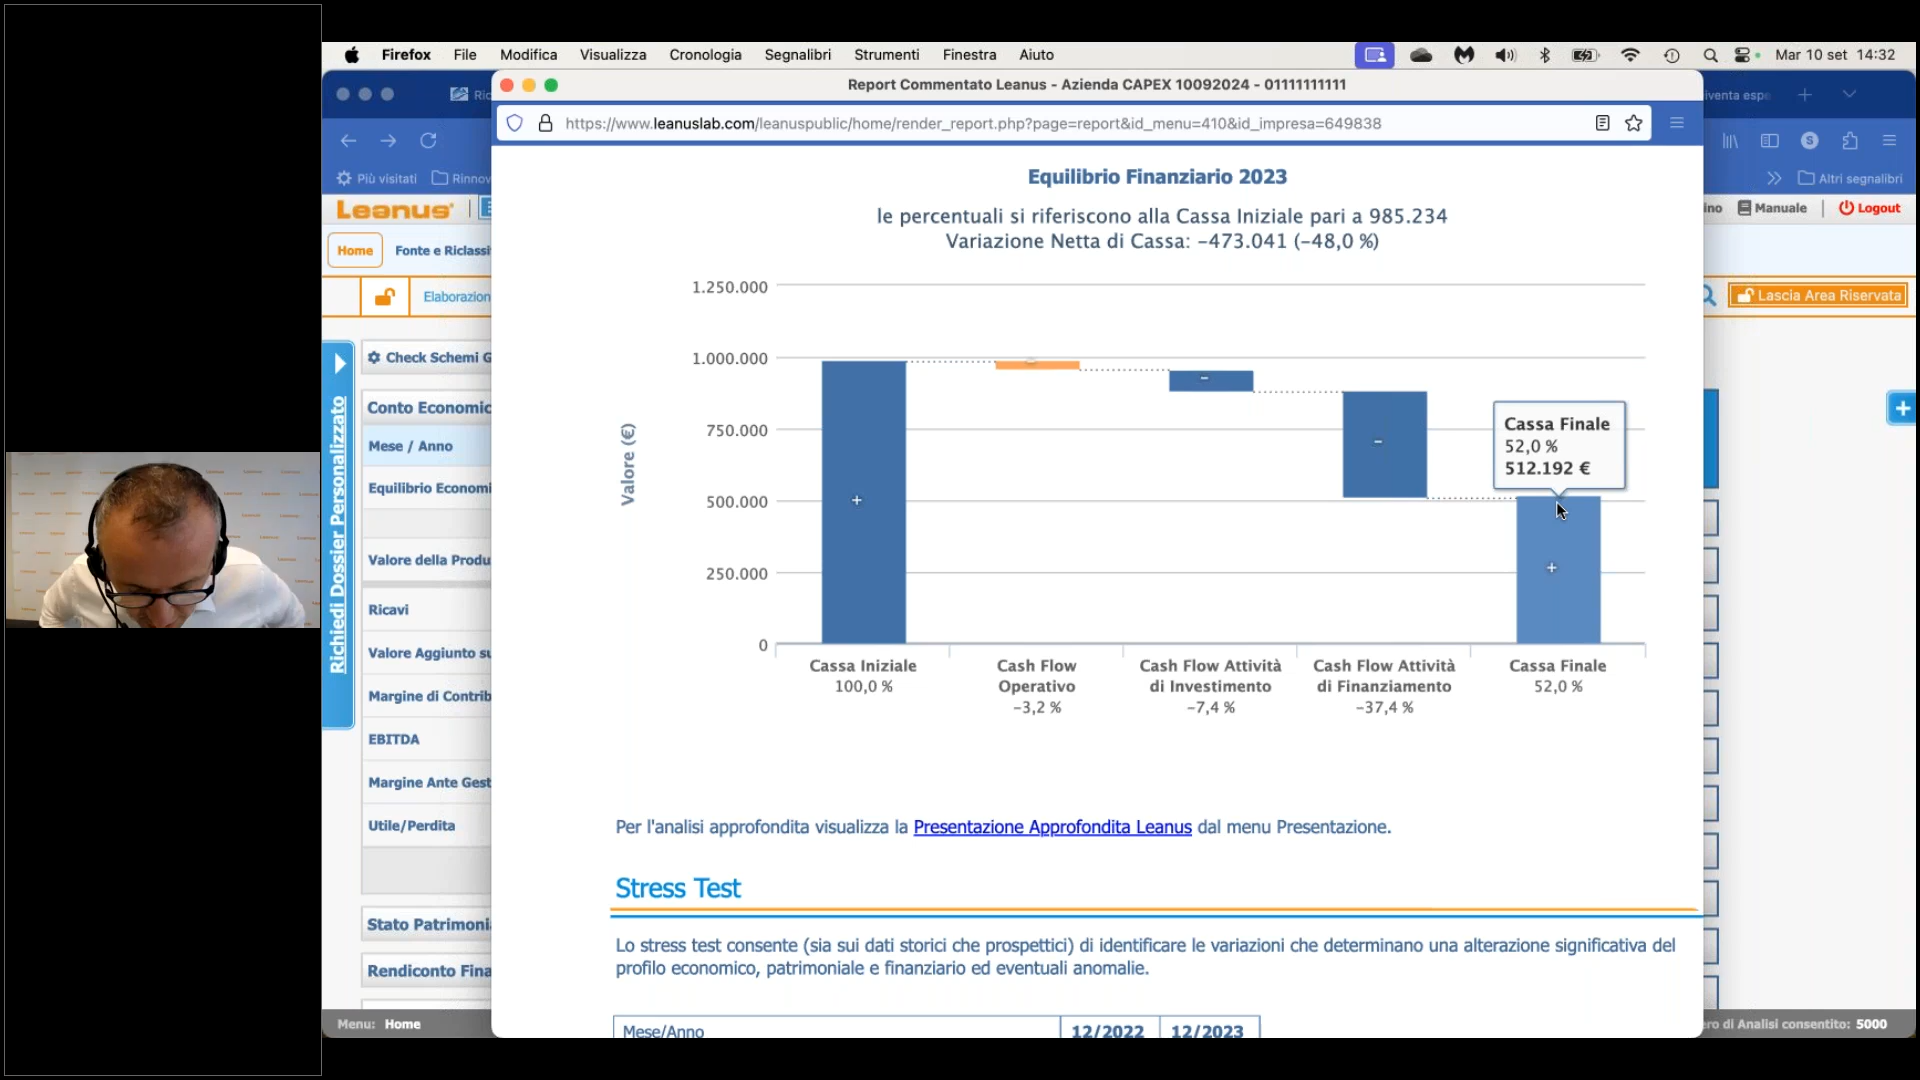 Firefox File Modifica Visualizza Cronologia Segnalibri Strumenti Finestra Aiuto Mar 10 set 14:32
Report Commentato Leanus - Azienda CAPEX 10092024 - 01111111111
https://www.leanuslab.com/leanuspublic/home/render_report.php?page=report&id_menu=410&id_impresa=649838
Più visitati
Altri segnalibri
Leanus
Manuale
Logout
Home
Fonte e Riclassi
Lascia Area Riservata
Richiedi Dossier Personalizzato
Check Schemi
Conto Economic
Mese / Anno
Equilibrio Economi
Valore della Produ
Ricavi
Valore Aggiunto su
Margine di Contrib
EBITDA
Margine Ante Gest
Utile/Perdita
Stato Patrimoni
Rendiconto Fina
Menu: Home
di Analisi consentito: 5000
Equilibrio Finanziario 2023
le percentuali si riferiscono alla Cassa Iniziale pari a 985.234
Variazione Netta di Cassa: −473.041 (−48,0 %)
Valore (€)
1.250.000
1.000.000
750.000
500.000
250.000
0
Cassa Finale
52,0 %
512.192 €
Cassa Iniziale
100,0 %
Cash Flow
Operativo
−3,2 %
Cash Flow Attività
di Investimento
−7,4 %
Cash Flow Attività
di Finanziamento
−37,4 %
Cassa Finale
52,0 %
Per l'analisi approfondita visualizza la Presentazione Approfondita Leanus dal menu Presentazione.
Stress Test
Lo stress test consente (sia sui dati storici che prospettici) di identificare le variazioni che determinano una alterazione significativa del
profilo economico, patrimoniale e finanziario ed eventuali anomalie.
Mese/Anno 12/2022 12/2023